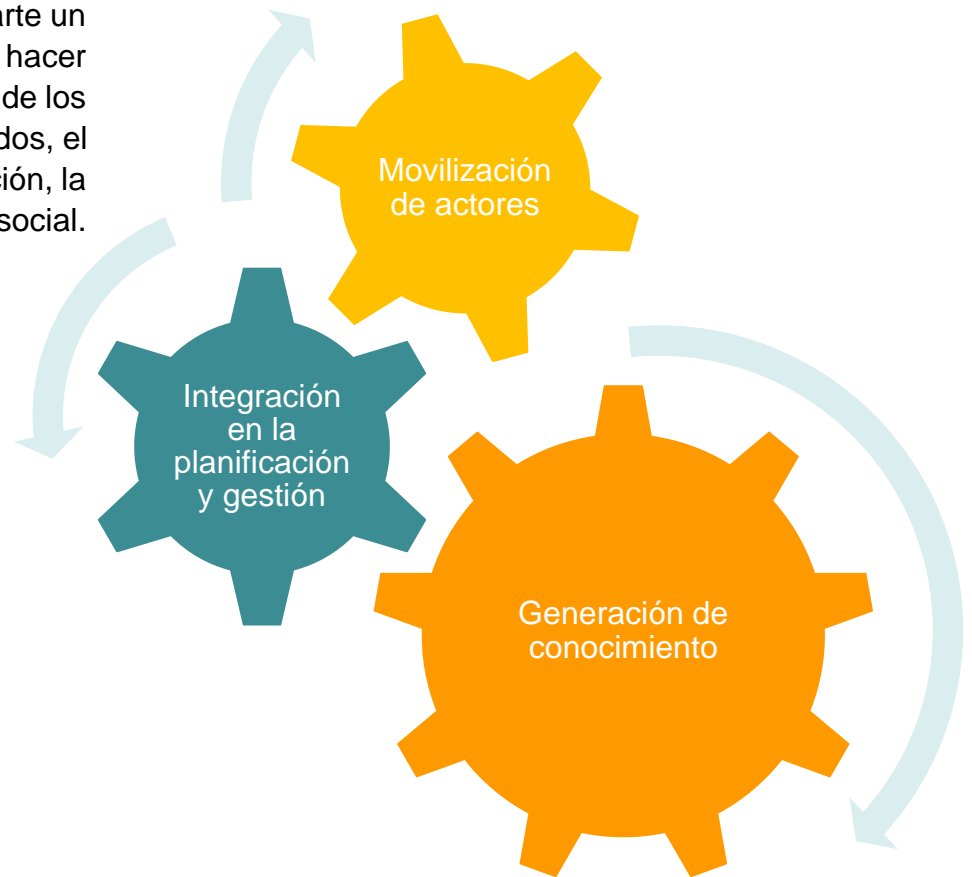 arte un
hacer
de los
dos, el
ción, la
social.
Movilización
de actores
Integración
en la
planificación
y gestión
Generación de
conocimiento